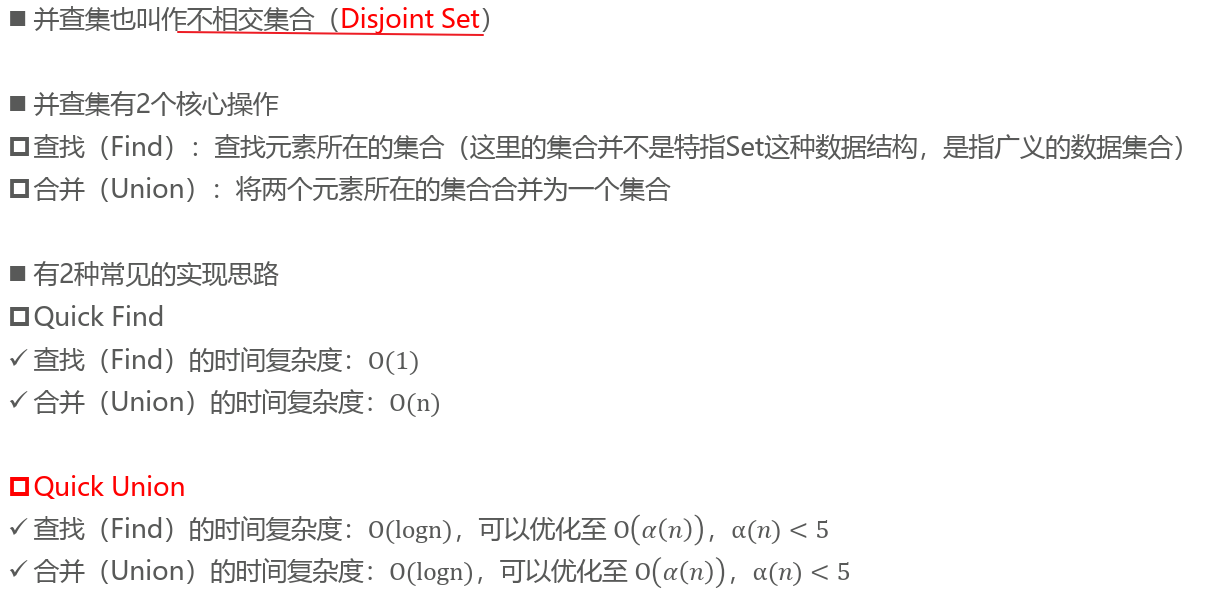 ■ 并查集也叫作不相交集合（Disjoint Set）
■ 并查集有2个核心操作
查找（Find）：查找元素所在的集合（这里的集合并不是特指Set这种数据结构，是指广义的数据集合）
合并（Union）：将两个元素所在的集合合并为一个集合
■ 有2种常见的实现思路
Quick Find
✓ 查找（Find）的时间复杂度：O(1)
✓ 合并（Union）的时间复杂度：O(n)
Quick Union
✓ 查找（Find）的时间复杂度：O(logn)，可以优化至 O(𝛼(𝑛))，α(𝑛) < 5
✓ 合并（Union）的时间复杂度：O(logn)，可以优化至 O(𝛼(𝑛))，α(𝑛) < 5